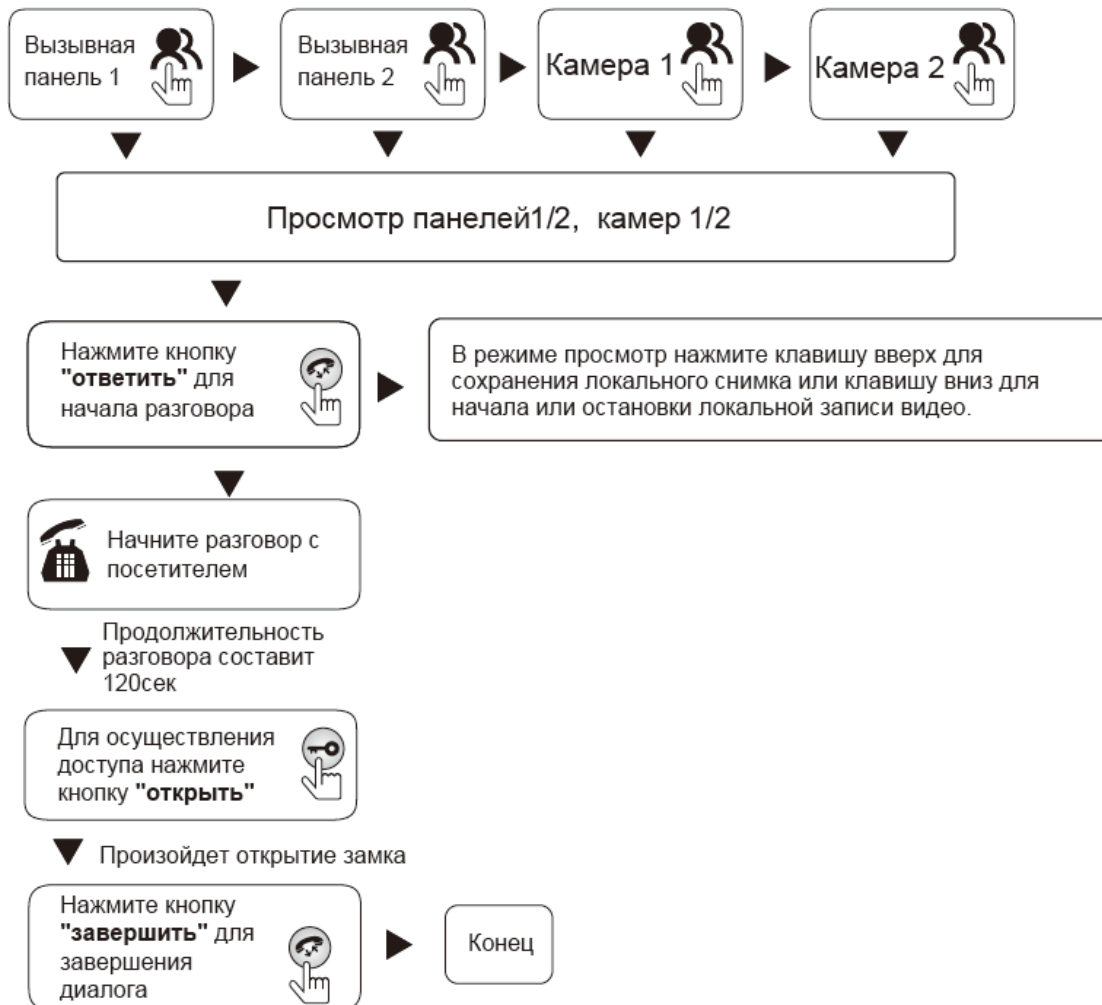 Вызывная
панель 1
Вызывная
панель 2
Камера 1
Камера 2
Просмотр панелей1/2, камер 1/2
Нажмите кнопку
"ответить" для
начала разговора
В режиме просмотр нажмите клавишу вверх для
сохранения локального снимка или клавишу вниз для
начала или остановки локальной записи видео.
Начните разговор с
посетителем
Продолжительность
разговора составит
120сек
Для осуществления
доступа нажмите
кнопку "открыть"
Произойдет открытие замка
Нажмите кнопку
"завершить" для
завершения
диалога
Конец